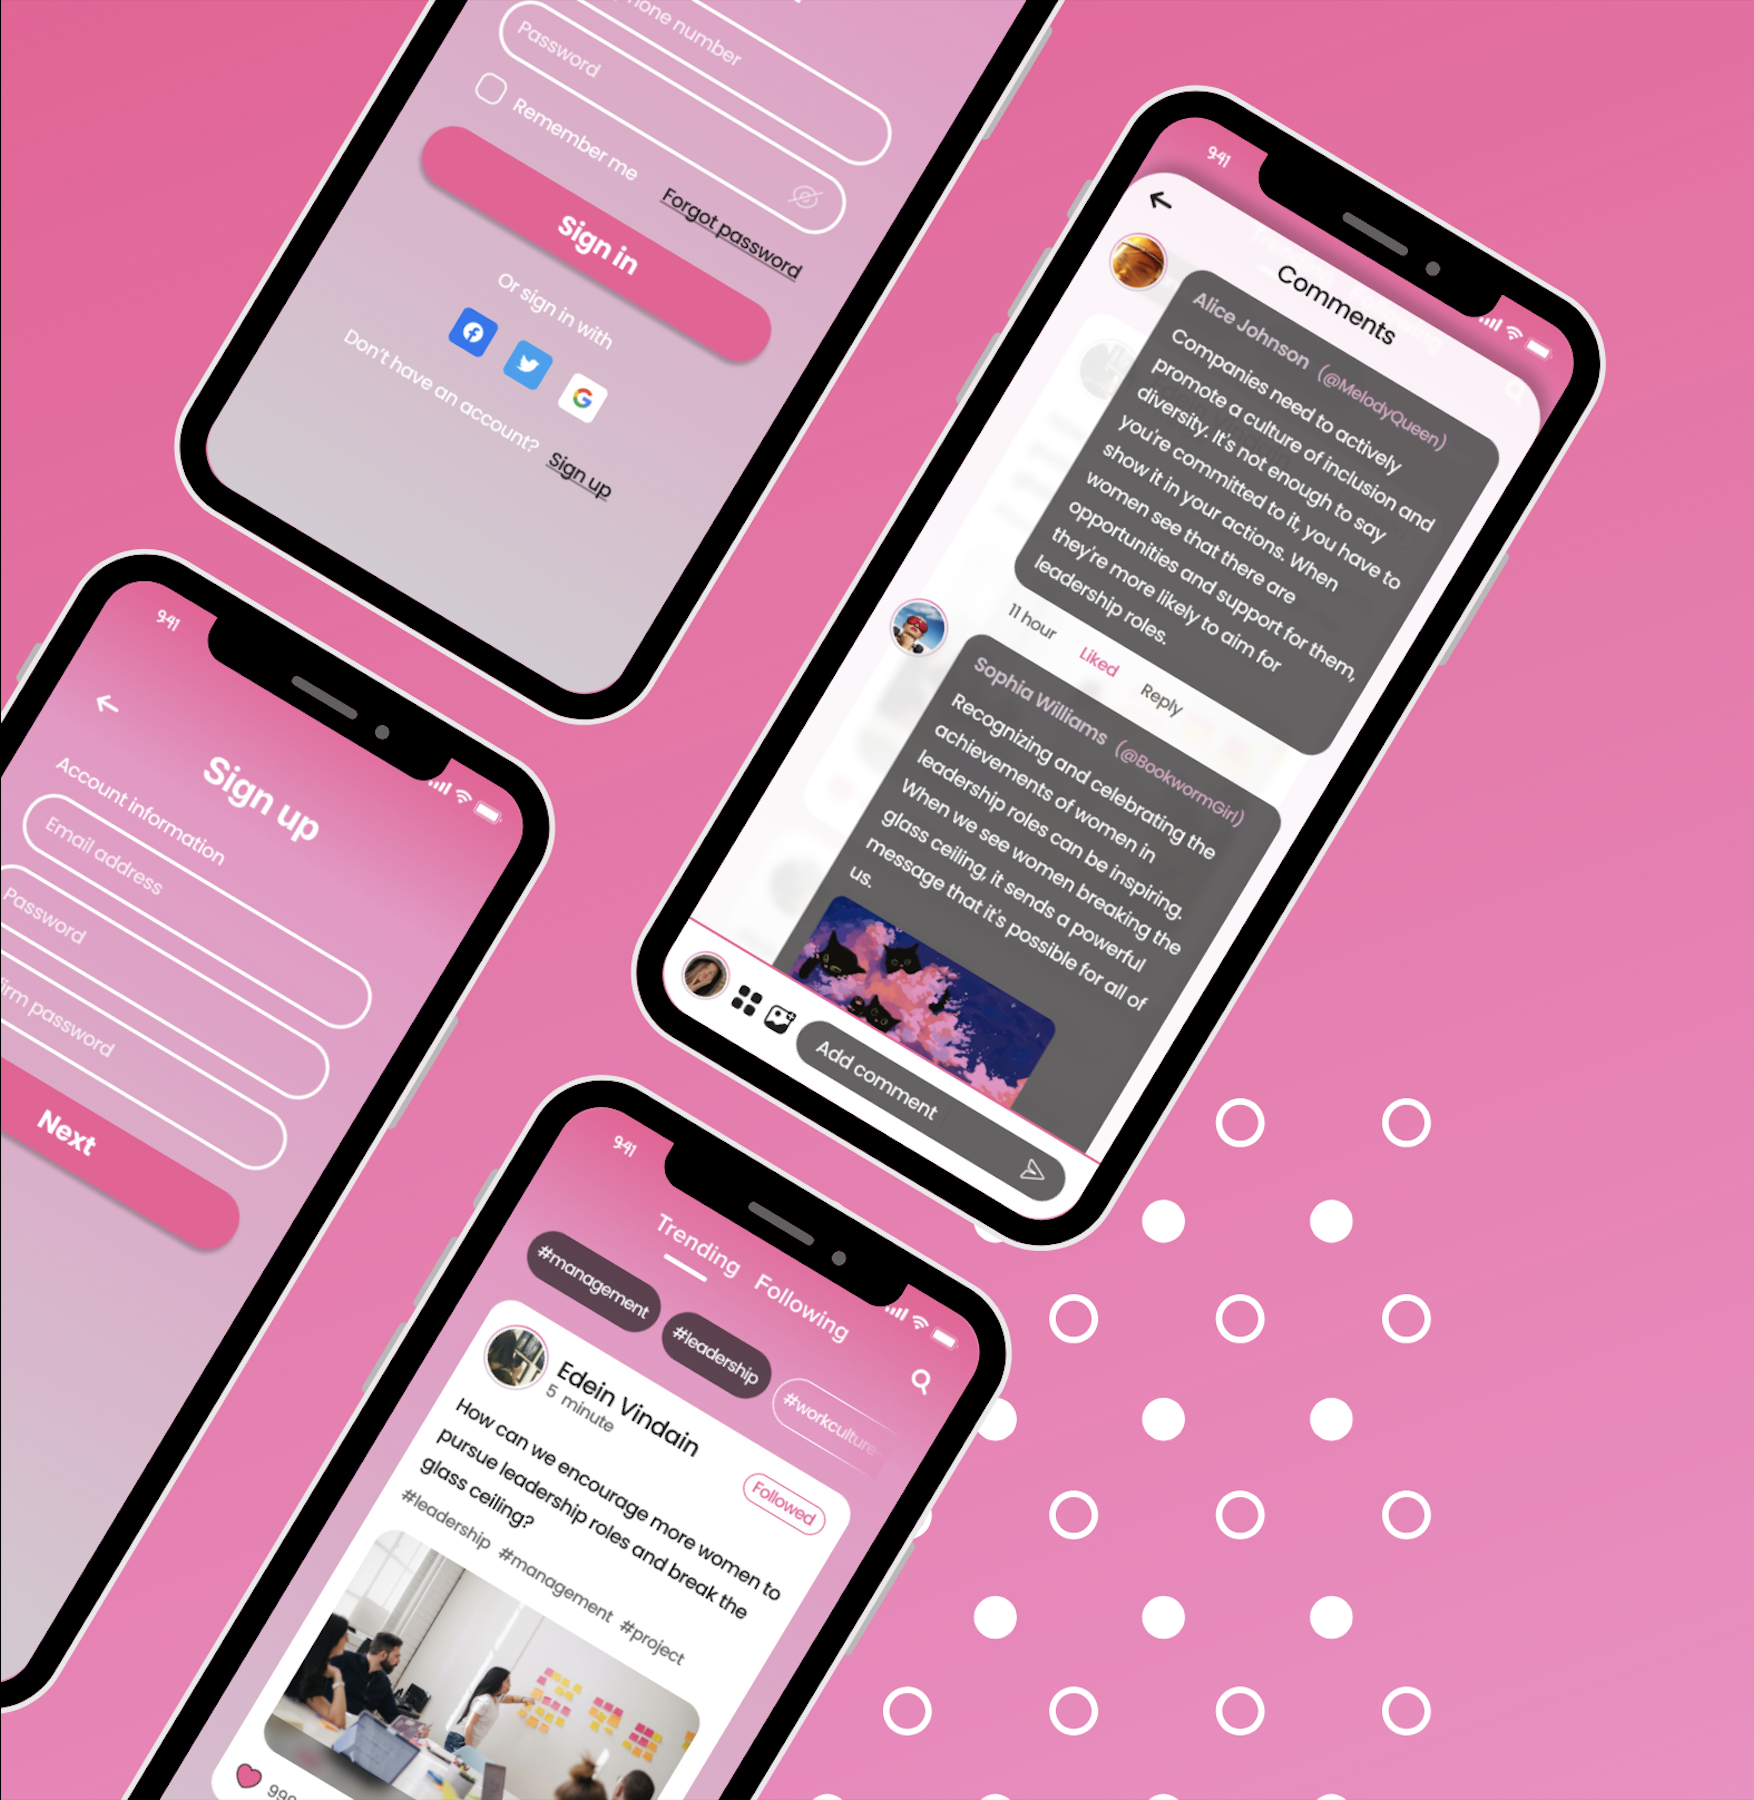 Phone number
Password
Remember me
Forgot password
Sign in
Or sign in with
Don't have an account? Sign up
9:41
Comments
Alice Johnson (@MelodyQueen)
Companies need to actively
promote a culture of inclusion and
diversity. It's not enough to say
you're committed to it, you have to
show it in your actions. When
women see that there are
opportunities and support for them,
they're more likely to aim for
leadership roles.
11 hour Liked Reply
Sophia Williams (@BookwormGirl)
Recognizing and celebrating the
achievements of women in
leadership roles can be inspiring.
When we see women breaking the
glass ceiling, it sends a powerful
message that it's possible for all of
us.
Add comment
9:41
Sign up
Account information
Email address
Password
firm password
Next
9:41
Trending Following
#management #leadership #workculture
Edein Vindain
5 minute
Followed
How can we encourage more women to
pursue leadership roles and break the
glass ceiling?
#leadership #management #project